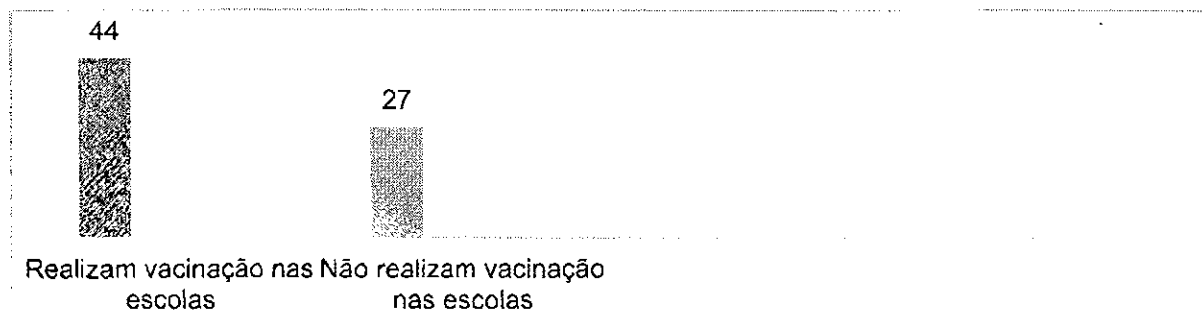 44
27
Realizam vacinação nas Não realizam vacinação
escolas nas escolas